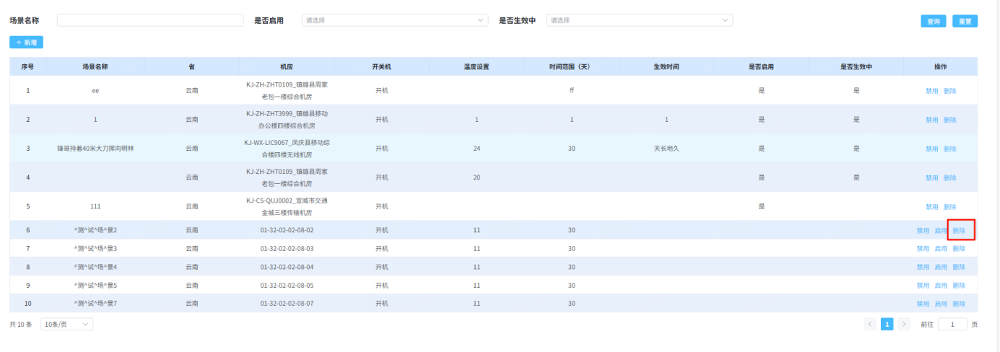 场景名称 是否启用 请选择 是否生效中 请选择 查询 重置
+ 新增
序号 场景名称 省 机房 开关机 温度设置 时间范围（天） 生效时间 是否启用 是否生效中 操作
1 ee 云南 KJ-ZH-ZHT0109_镇雄县周家 开机 ff 是 是 禁用 删除
老包一楼综合机房
2 1 云南 KJ-ZH-ZHT3999_镇雄县移动 开机 1 1 1 是 是 禁用 删除
办公楼四楼综合机房
3 锋哥持着40米大刀挥向明林 云南 KJ-WX-LIC9067_凤庆县移动综 开机 24 30 天长地久 是 是 禁用 删除
合楼四楼无线机房
4 云南 KJ-ZH-ZHT0109_镇雄县周家 开机 20 是 是 禁用 删除
老包一楼综合机房
5 111 云南 KJ-CS-QUJ0002_宣威市交通 开机 是 禁用 删除
金城三楼传输机房
6 ^测^试^场^景2 云南 01-32-02-02-08-02 开机 11 30 禁用 启用 删除
7 ^测^试^场^景3 云南 01-32-02-02-08-03 开机 11 30 禁用 启用 删除
8 ^测^试^场^景4 云南 01-32-02-02-08-04 开机 11 30 禁用 启用 删除
9 ^测^试^场^景5 云南 01-32-02-02-08-05 开机 11 30 禁用 启用 删除
10 ^测^试^场^景7 云南 01-32-02-02-08-07 开机 11 30 禁用 启用 删除
共 10 条 10条/页 1 前往 1 页